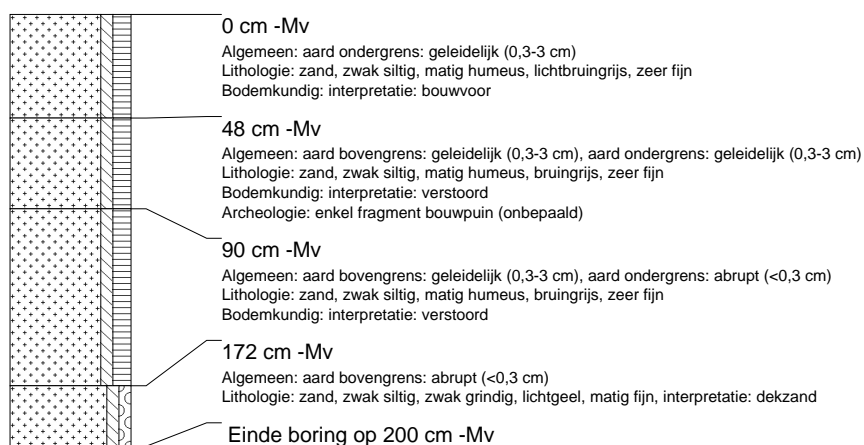 0 cm -Mv
Algemeen: aard ondergrens: geleidelijk (0,3-3 cm)
Lithologie: zand, zwak siltig, matig humeus, lichtbruingrijs, zeer fijn
Bodemkundig: interpretatie: bouwvoor
48 cm -Mv
Algemeen: aard bovengrens: geleidelijk (0,3-3 cm), aard ondergrens: geleidelijk (0,3-3 cm)
Lithologie: zand, zwak siltig, matig humeus, bruingrijs, zeer fijn
Bodemkundig: interpretatie: verstoord
Archeologie: enkel fragment bouwpuin (onbepaald)
90 cm -Mv
Algemeen: aard bovengrens: geleidelijk (0,3-3 cm), aard ondergrens: abrupt (<0,3 cm)
Lithologie: zand, zwak siltig, matig humeus, bruingrijs, zeer fijn
Bodemkundig: interpretatie: verstoord
172 cm -Mv
Algemeen: aard bovengrens: abrupt (<0,3 cm)
Lithologie: zand, zwak siltig, zwak grindig, lichtgeel, matig fijn, interpretatie: dekzand
Einde boring op 200 cm -Mv